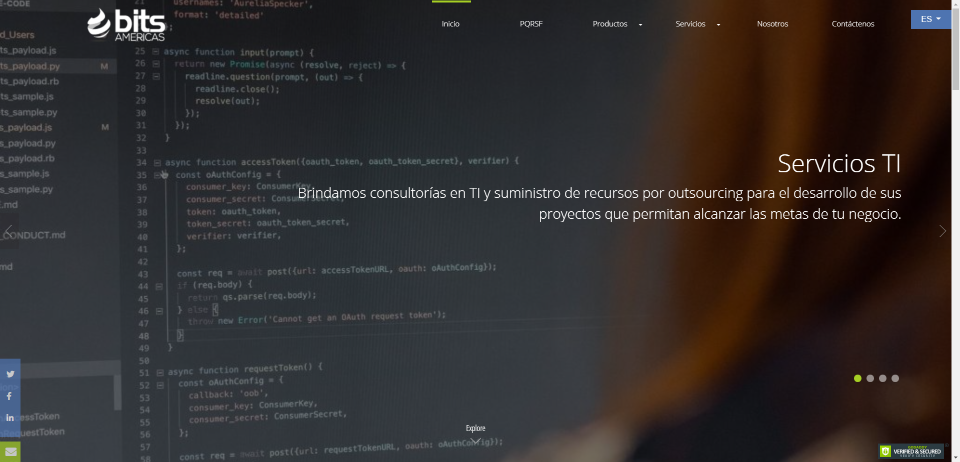 E-CODE
21 usernames: 'AureliaSpecker',
format: 'detailed'
bits
AMERICAS
Inicio
PQRSF
Productos
Servicios
Nosotros
Contáctenos
ES
d_Users
ts_payload.js
ts_payload.py M
ts_payload.rb
ts_sample.js
ts_sample.py
s_payload.js M
s_payload.py
s_payload.rb
s_sample.js
s_sample.py
E.md
_CONDUCT.md
md
25 async function input(prompt) {
26 return new Promise(async (resolve, reject) => {
27 readline.question(prompt, (out) => {
28 readline.close();
29 resolve(out);
30 });
31 });
32 }
33
34 async function accessToken({oauth_token, oauth_token_secret}, verifier) {
35 const oAuthConfig = {
36 consumer_key: ConsumerKey,
37 consumer_secret: ConsumerSecret,
38 token: oauth_token,
39 token_secret: oauth_token_secret,
40 verifier: verifier,
41 };
42
43 const req = await post({url: accessTokenURL, oauth: oAuthConfig});
44 if (req.body) {
45 return qs.parse(req.body);
46 } else {
47 throw new Error('Cannot get an OAuth request token');
48 }
49 }
50
51 async function requestToken() {
52 const oAuthConfig = {
53 callback: 'oob',
54 consumer_key: ConsumerKey,
55 consumer_secret: ConsumerSecret,
56 };
57
58 const req = await post({url: requestTokenURL, oauth: oAuthConfig});
Servicios TI
Brindamos consultorías en TI y suministro de recursos por outsourcing para el desarrollo de sus
proyectos que permitan alcanzar las metas de tu negocio.
cessToken
equestToken
Explore
VERIFIED & SECURED